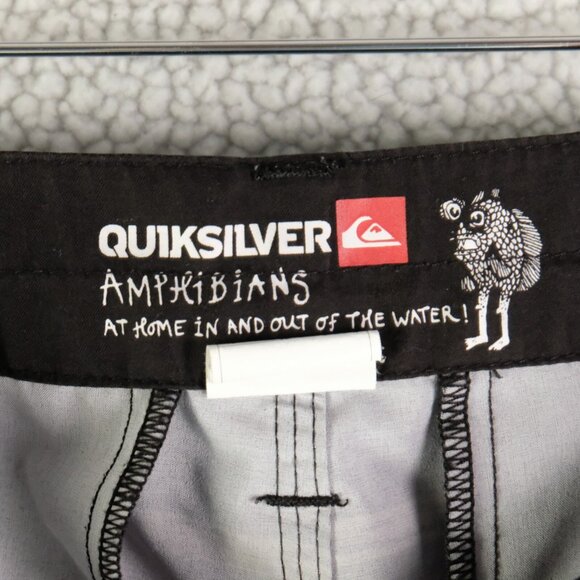 QUIKSILVER
AMPHIBIANS
AT HOME IN AND OUT OF THE WATER!